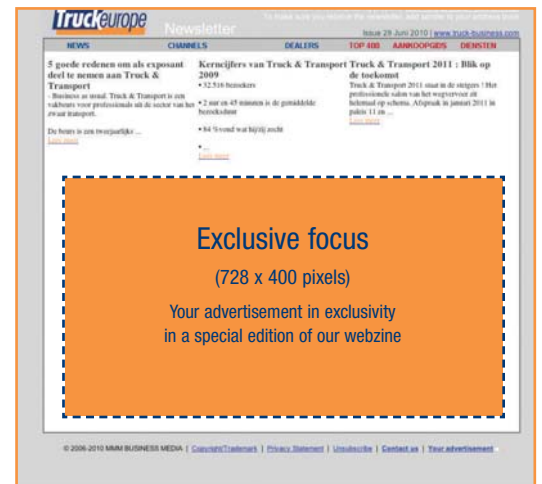 Truckeurope
Newsletter
To make sure you receive the newsletter, add sender to your address book
Issue 29 Juni 2010 | www.truck-business.com
NEWS CHANNELS DEALERS TOP 400 AANKOOPGIDS DIENSTEN
5 goede redenen om als exposant
deel te nemen aan Truck &
Transport
- Business as usual. Truck & Transport is een
vakbeurs voor professionals uit de sector van het
zwaar transport.
De beurs is een tweejaarlijks ...
Lees meer
Kerncijfers van Truck & Transport
2009
• 32.516 bezoekers
• 2 uur en 45 minuten is de gemiddelde
bezoeksduur
• 84 % vond wat hij/zij zocht
• ...
Lees meer
Truck & Transport 2011 : Blik op
de toekomst
Truck & Transport 2011 staat in de steigers ! Het
professionele salon van het wegvervoer zit
helemaal op schema. Afspraak in januari 2011 in
paleis 11 en ...
Lees meer
Exclusive focus
(728 x 400 pixels)
Your advertisement in exclusivity
in a special edition of our webzine
© 2006-2010 MMM BUSINESS MEDIA | Copyright/Trademark | Privacy Statement | Unsubscribe | Contact us | Your advertisement